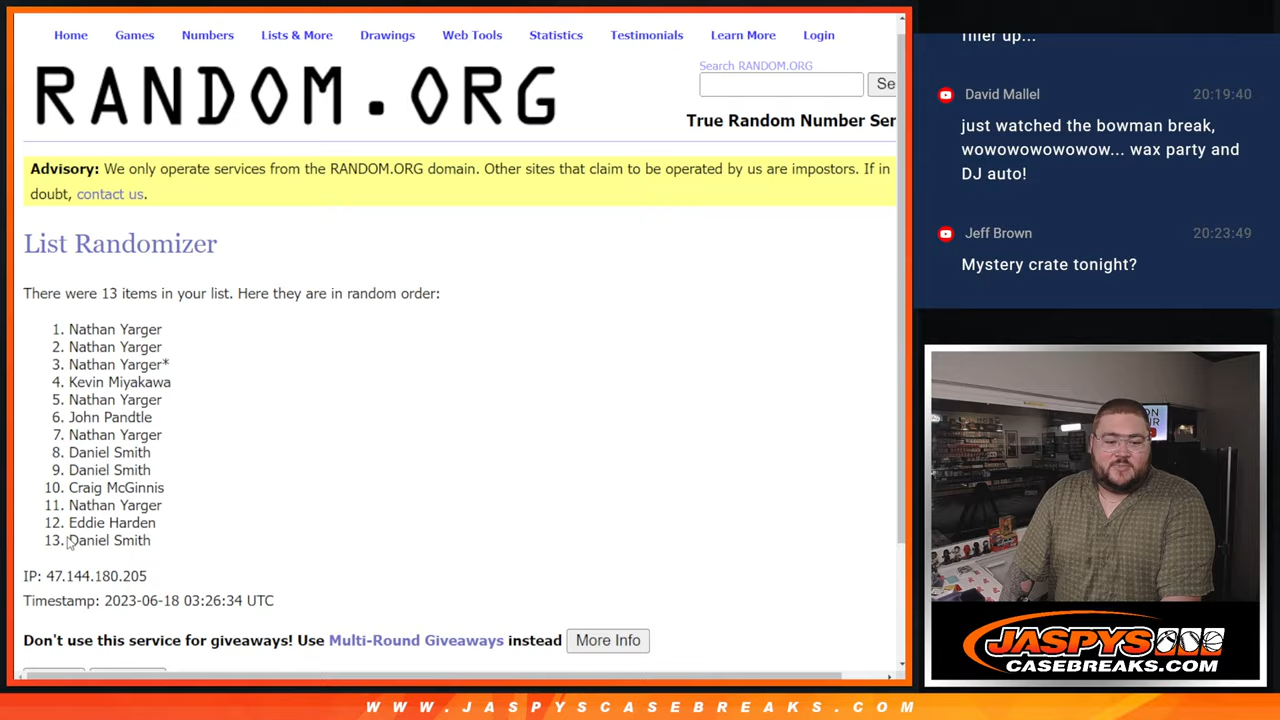 Home Games Numbers Lists & More Drawings Web Tools Statistics Testimonials Learn More Login
Search RANDOM.ORG
RANDOM.ORG
Se
True Random Number Ser
Advisory: We only operate services from the RANDOM.ORG domain. Other sites that claim to be operated by us are impostors. If in
doubt, contact us.
List Randomizer
There were 13 items in your list. Here they are in random order:
1. Nathan Yarger
2. Nathan Yarger
3. Nathan Yarger*
4. Kevin Miyakawa
5. Nathan Yarger
6. John Pandtle
7. Nathan Yarger
8. Daniel Smith
9. Daniel Smith
10. Craig McGinnis
11. Nathan Yarger
12. Eddie Harden
13. Daniel Smith
IP: 47.144.180.205
Timestamp: 2023-06-18 03:26:34 UTC
Don't use this service for giveaways! Use Multi-Round Giveaways instead More Info
filler up...
David Mallel 20:19:40
just watched the bowman break,
wowowowowowow... wax party and
DJ auto!
Jeff Brown 20:23:49
Mystery crate tonight?
ON
AIR
JASPYS
CASEBREAKS.COM
WWW.JASPYSCASEBREAKS.COM